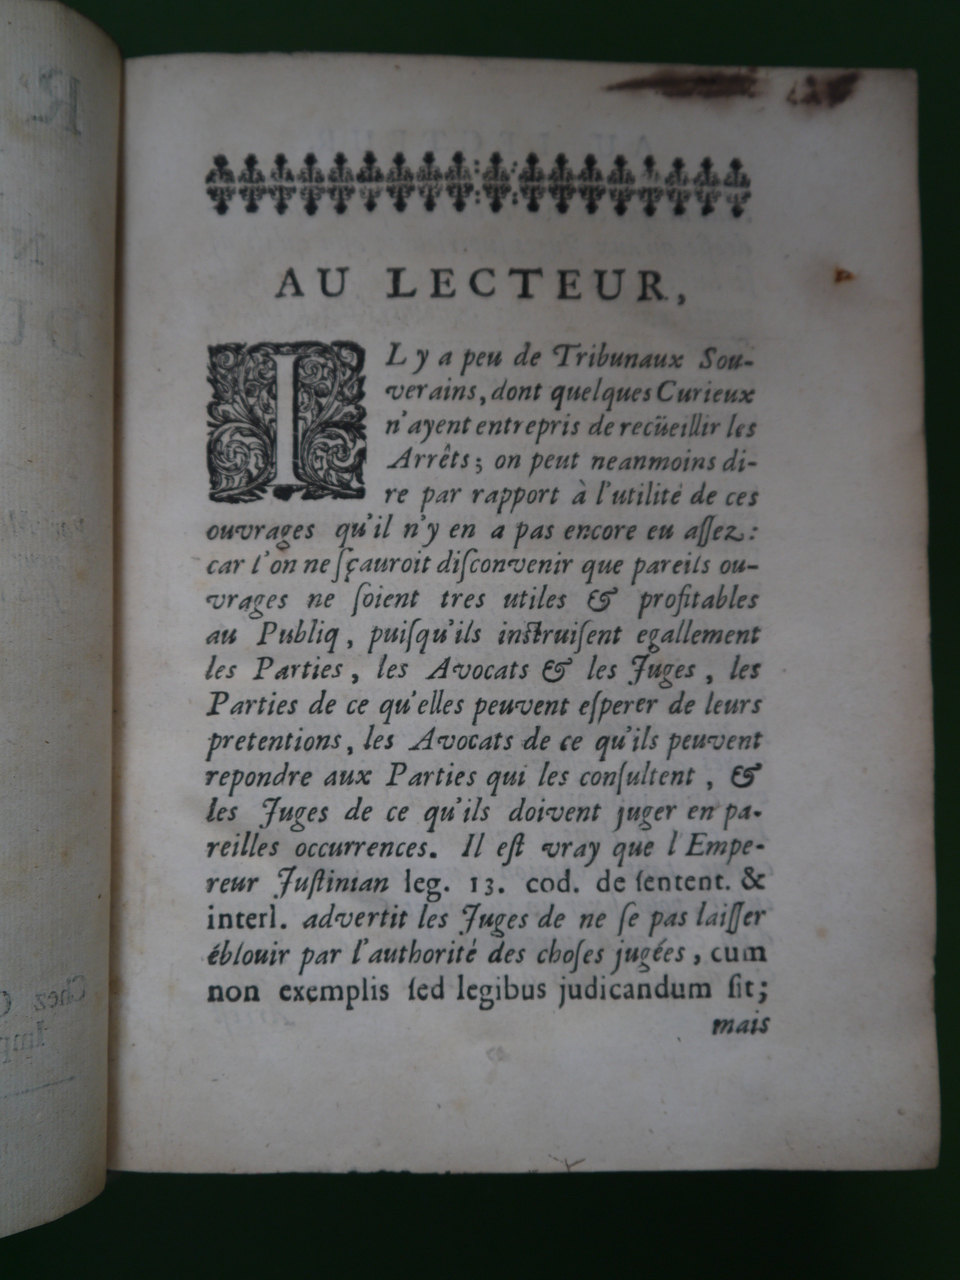 AU LECTEUR,
IL y a peu de Tribunaux Sou-
verains, dont quelques Curieux
n'ayent entrepris de recüeillir les
Arrêts; on peut neanmoins di-
re par rapport à l'utilité de ces
ouvrages qu'il n'y en a pas encore eu aſſez:
car l'on ne ſçauroit diſconvenir que pareils ou-
vrages ne ſoient tres utiles & profitables
au Publiq, puiſqu'ils inſtruiſent egallement
les Parties, les Avocats & les Juges, les
Parties de ce qu'elles peuvent eſperer de leurs
pretentions, les Avocats de ce qu'ils peuvent
repondre aux Parties qui les conſultent, &
les Juges de ce qu'ils doivent juger en pa-
reilles occurrences. Il eſt vray que l'Empe-
reur Juſtinian leg. 13. cod. de ſentent. &
interl. advertit les Juges de ne ſe pas laiſſer
éblouir par l'authorité des choſes jugées, cum
non exemplis ſed legibus judicandum ſit;
mais
Chez